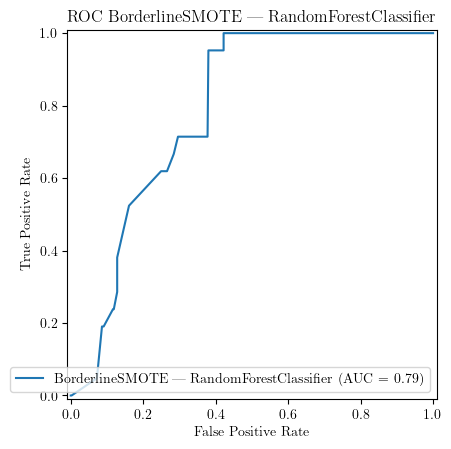 ROC BorderlineSMOTE — RandomForestClassifier
1.0
0.8
0.6
0.4
0.2
0.0
True Positive Rate
BorderlineSMOTE — RandomForestClassifier (AUC = 0.79)
0.0 0.2 0.4 0.6 0.8 1.0
False Positive Rate